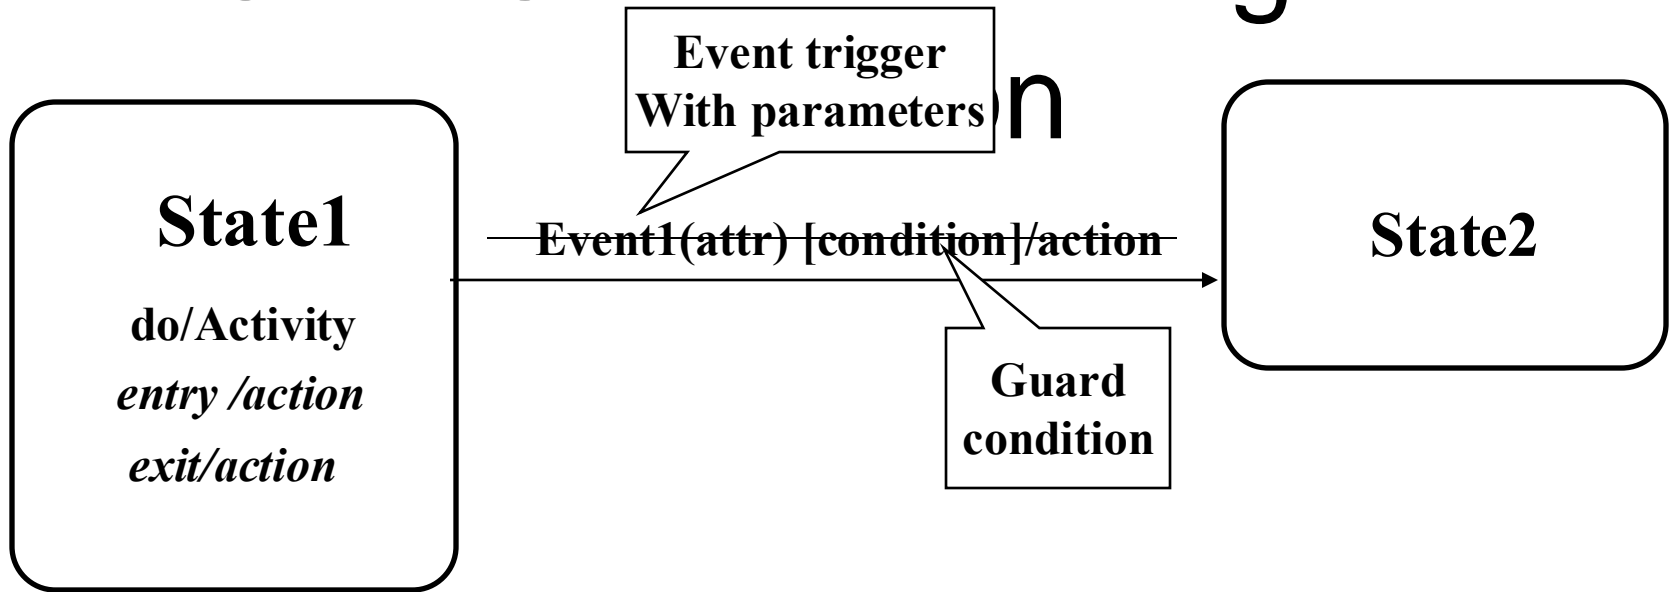 Event trigger
With parameters
State1
do/Activity
entry /action
exit/action
Event1(attr) [condition]/action
Guard
condition
State2